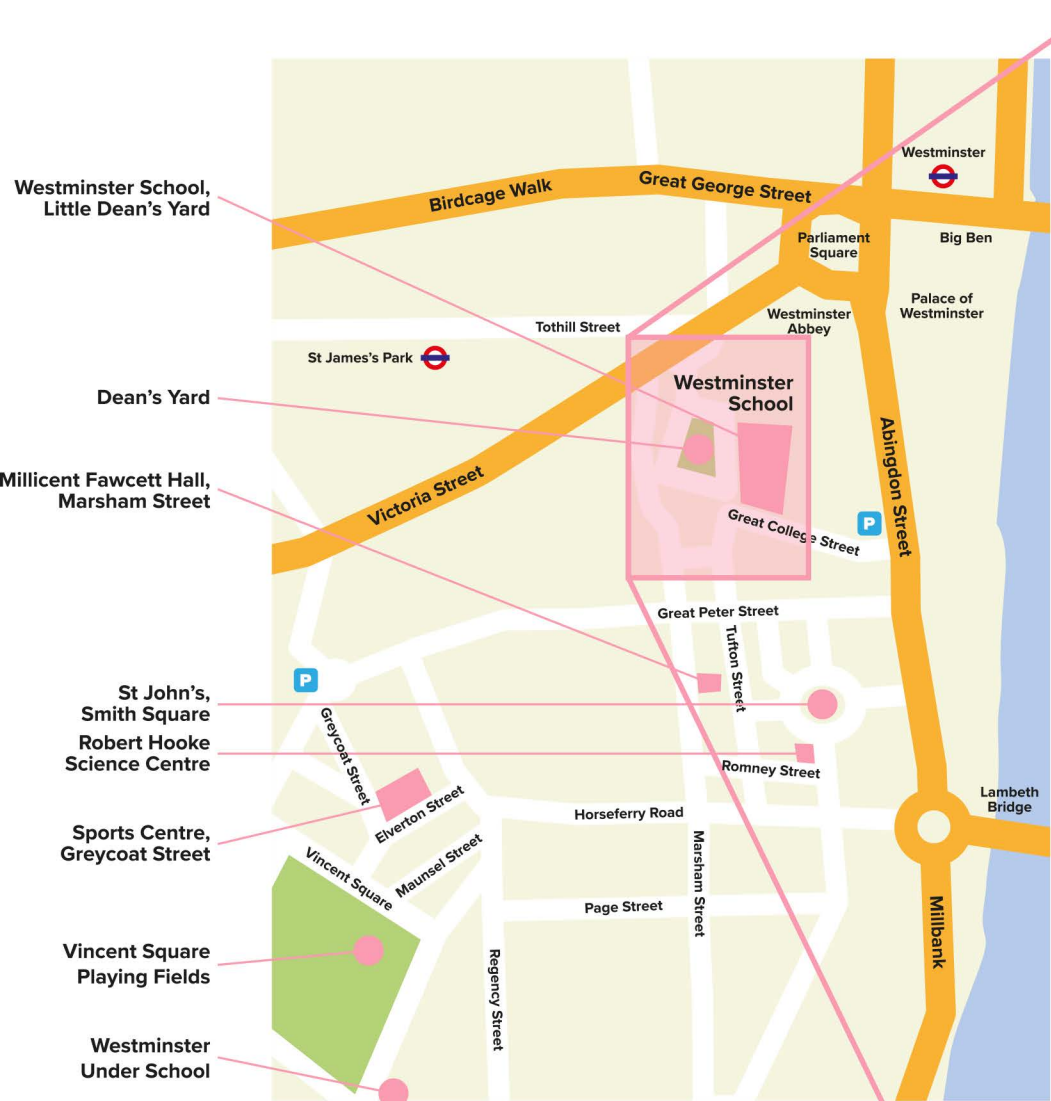 Westminster School,
Little Dean's Yard
Dean's Yard
Millicent Fawcett Hall,
Marsham Street
St John's,
Smith Square
Robert Hooke
Science Centre
Sports Centre,
Greycoat Street
Vincent Square
Playing Fields
Westminster
Under School
Westminster
Birdcage Walk
Great George Street
Parliament
Square
Big Ben
Palace of
Westminster
Westminster
Abbey
Tothill Street
St James's Park
Westminster
School
Abingdon Street
Victoria Street
Great College Street
P
Great Peter Street
Tufton Street
P
Greycoat Street
Romney Street
Elverton Street
Horseferry Road
Lambeth
Bridge
Maunsel Street
Vincent Square
Marsham Street
Page Street
Millbank
Regency Street